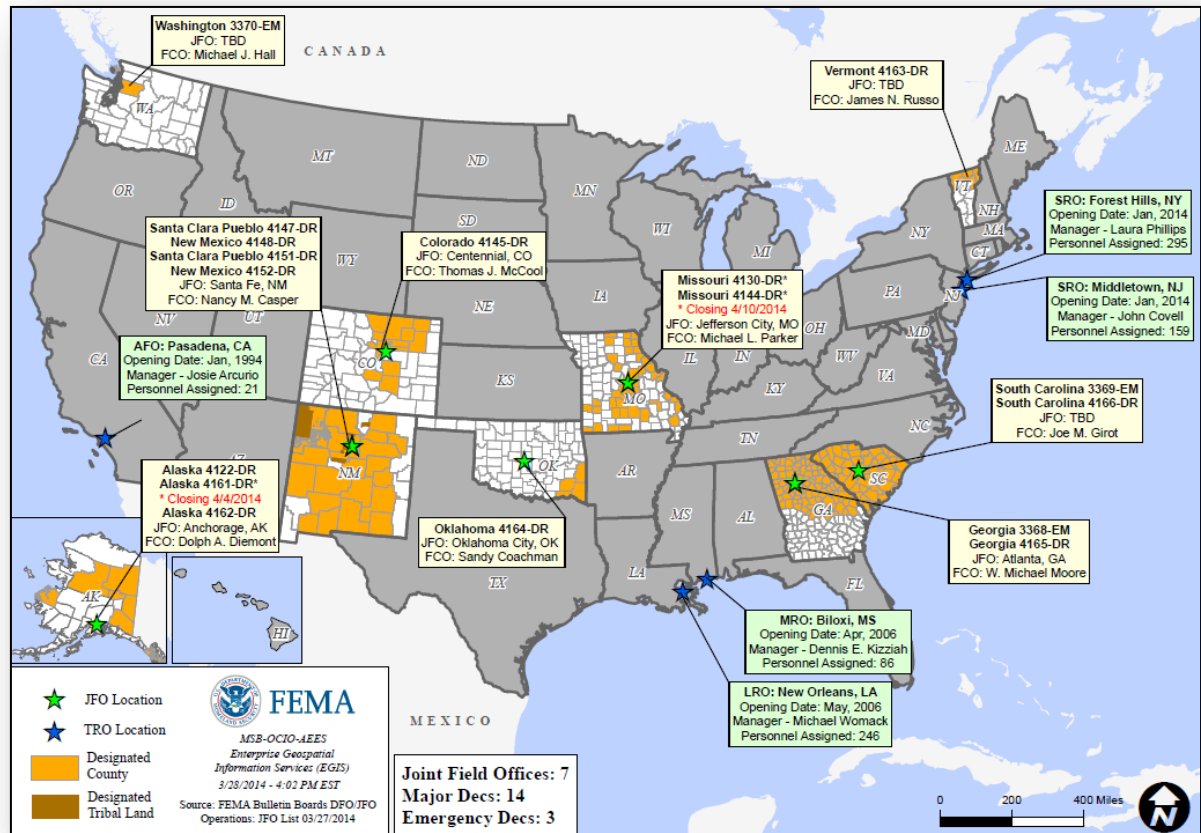 Washington 3370-EM
JFO: TBD
FCO: Michael J. Hall
CANADA
Vermont 4163-DR
JFO: TBD
FCO: James N. Russo
WA
MT
ND
MN
ME
OR
ID
SD
WI
MI
VT
NH
NY
MA
CT
SRO: Forest Hills, NY
Opening Date: Jan, 2014
Manager - Laura Phillips
Personnel Assigned: 295
Santa Clara Pueblo 4147-DR
New Mexico 4148-DR
Santa Clara Pueblo 4151-DR
New Mexico 4152-DR
JFO: Santa Fe, NM
FCO: Nancy M. Casper
WY
Colorado 4145-DR
JFO: Centennial, CO
FCO: Thomas J. McCool
Missouri 4130-DR*
Missouri 4144-DR*
* Closing 4/10/2014
JFO: Jefferson City, MO
FCO: Michael L. Parker
IA
NE
PA
NJ
SRO: Middletown, NJ
Opening Date: Jan, 2014
Manager - John Covell
Personnel Assigned: 159
NV
UT
CA
AFO: Pasadena, CA
Opening Date: Jan, 1994
Manager - Josie Arcurio
Personnel Assigned: 21
CO
KS
MO
IL
IN
OH
WV
MD
VA
KY
South Carolina 3369-EM
South Carolina 4166-DR
JFO: TBD
FCO: Joe M. Girot
NC
TN
AZ
NM
OK
AR
SC
GA
MS
AL
Alaska 4122-DR
Alaska 4161-DR*
* Closing 4/4/2014
Alaska 4162-DR
JFO: Anchorage, AK
FCO: Dolph A. Diemont
Oklahoma 4164-DR
JFO: Oklahoma City, OK
FCO: Sandy Coachman
Georgia 3368-EM
Georgia 4165-DR
JFO: Atlanta, GA
FCO: W. Michael Moore
TX
LA
FL
AK
HI
MRO: Biloxi, MS
Opening Date: Apr, 2006
Manager - Dennis E. Kizziah
Personnel Assigned: 86
LRO: New Orleans, LA
Opening Date: May, 2006
Manager - Michael Womack
Personnel Assigned: 246
MEXICO
JFO Location
TRO Location
Designated
County
Designated
Tribal Land
FEMA
MSB-OCIO-AEES
Enterprise Geospatial
Information Services (EGIS)
3/28/2014 - 4:02 PM EST
Source: FEMA Bulletin Boards DFO/JFO
Operations: JFO List 03/27/2014
Joint Field Offices: 7
Major Decs: 14
Emergency Decs: 3
0 200 400 Miles
N